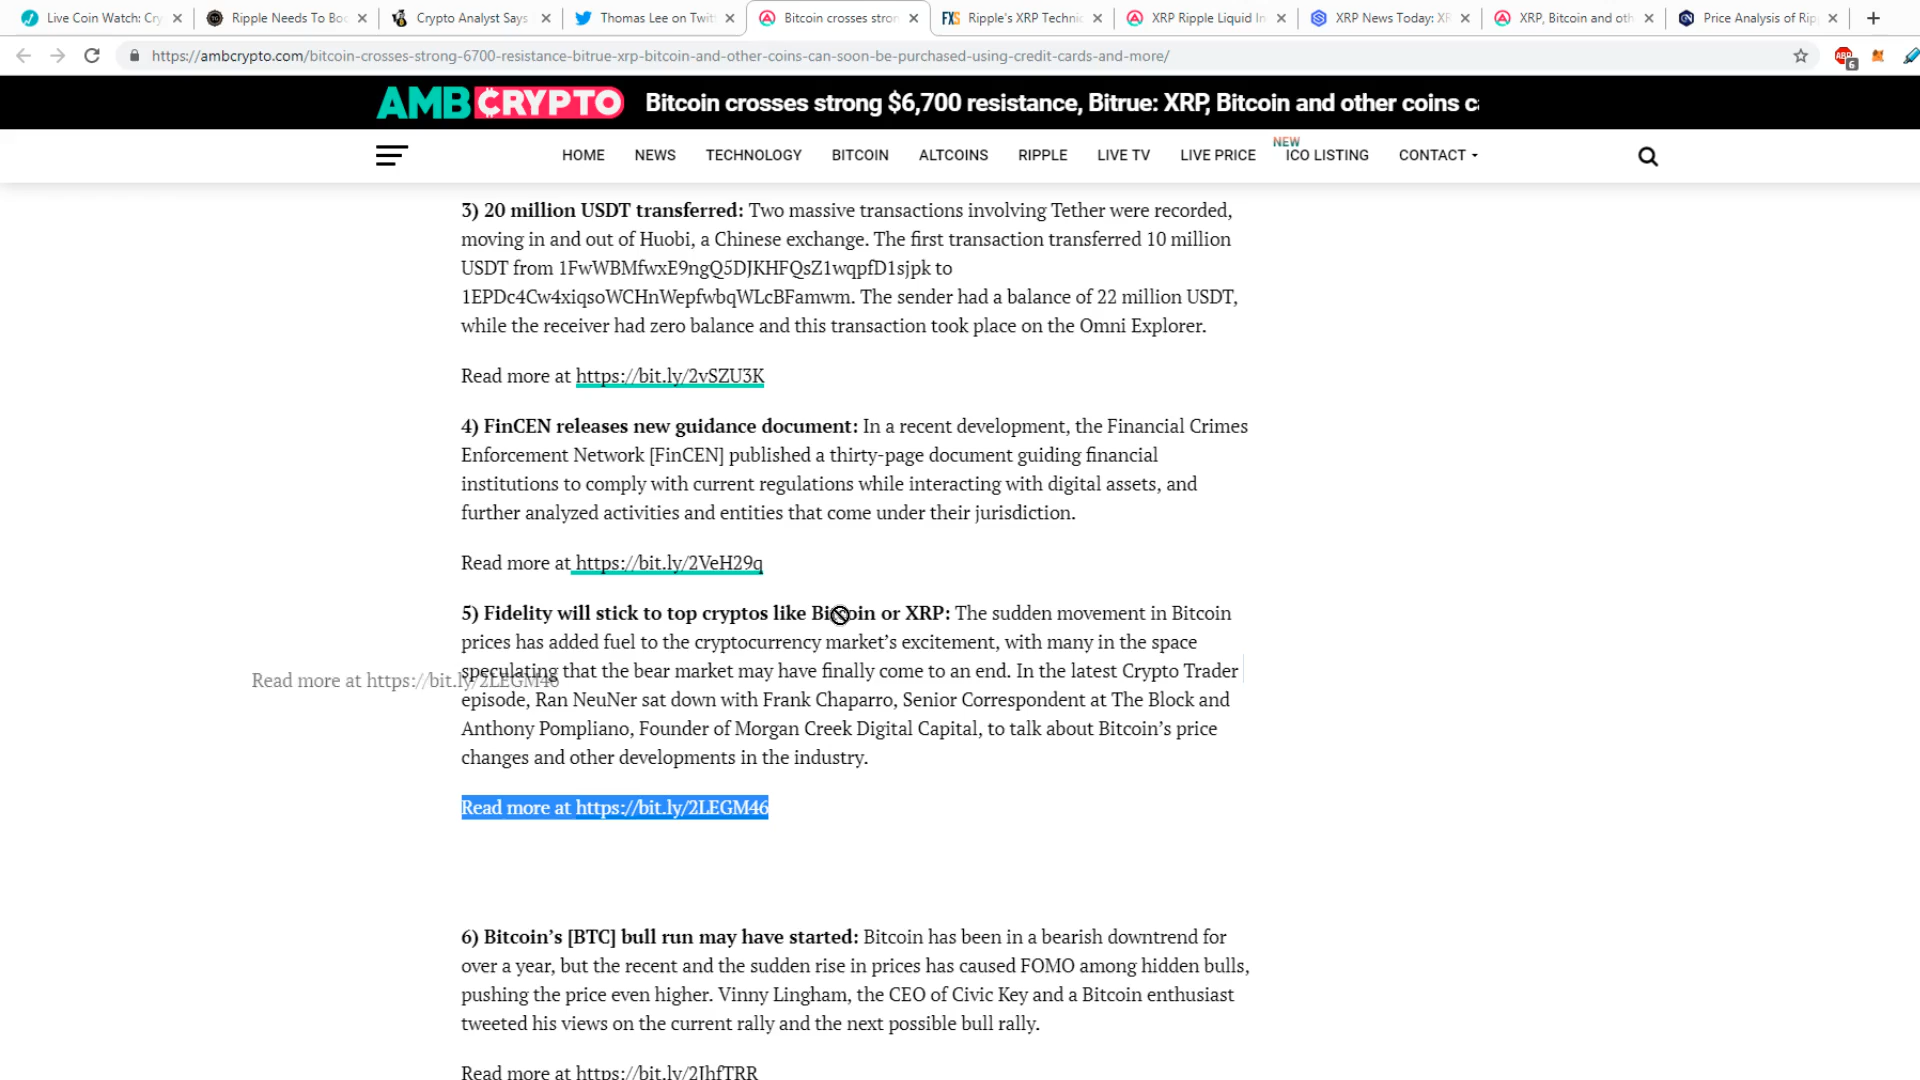 Live Coin Watch: Cry
Ripple Needs To Boo
Crypto Analyst Says
Thomas Lee on Twit
Bitcoin crosses stron
Ripple's XRP Technic
XRP Ripple Liquid In
XRP News Today: XR
XRP, Bitcoin and oth
Price Analysis of Rip
https://ambcrypto.com/bitcoin-crosses-strong-6700-resistance-bitrue-xrp-bitcoin-and-other-coins-can-soon-be-purchased-using-credit-cards-and-more/
ABP
6
AMBCRYPTO
Bitcoin crosses strong $6,700 resistance, Bitrue: XRP, Bitcoin and other coins c
HOME NEWS TECHNOLOGY BITCOIN ALTCOINS RIPPLE LIVE TV LIVE PRICE NEW ICO LISTING CONTACT
3) 20 million USDT transferred: Two massive transactions involving Tether were recorded,
moving in and out of Huobi, a Chinese exchange. The first transaction transferred 10 million
USDT from 1FwWBMfwxE9ngQ5DJKHFQsZ1wqpfD1sjpk to
1EPDc4Cw4xiqsoWCHnWepfwbqWLcBFamwm. The sender had a balance of 22 million USDT,
while the receiver had zero balance and this transaction took place on the Omni Explorer.
Read more at https://bit.ly/2vSZU3K
4) FinCEN releases new guidance document: In a recent development, the Financial Crimes
Enforcement Network [FinCEN] published a thirty-page document guiding financial
institutions to comply with current regulations while interacting with digital assets, and
further analyzed activities and entities that come under their jurisdiction.
Read more at https://bit.ly/2VeH29q
5) Fidelity will stick to top cryptos like Bitcoin or XRP: The sudden movement in Bitcoin
prices has added fuel to the cryptocurrency market’s excitement, with many in the space
speculating that the bear market may have finally come to an end. In the latest Crypto Trader
Read more at https://bit.ly/2LEGM46
episode, Ran NeuNer sat down with Frank Chaparro, Senior Correspondent at The Block and
Anthony Pompliano, Founder of Morgan Creek Digital Capital, to talk about Bitcoin’s price
changes and other developments in the industry.
Read more at https://bit.ly/2LEGM46
6) Bitcoin’s [BTC] bull run may have started: Bitcoin has been in a bearish downtrend for
over a year, but the recent and the sudden rise in prices has caused FOMO among hidden bulls,
pushing the price even higher. Vinny Lingham, the CEO of Civic Key and a Bitcoin enthusiast
tweeted his views on the current rally and the next possible bull rally.
Read more at https://bit.ly/2JhfTRR